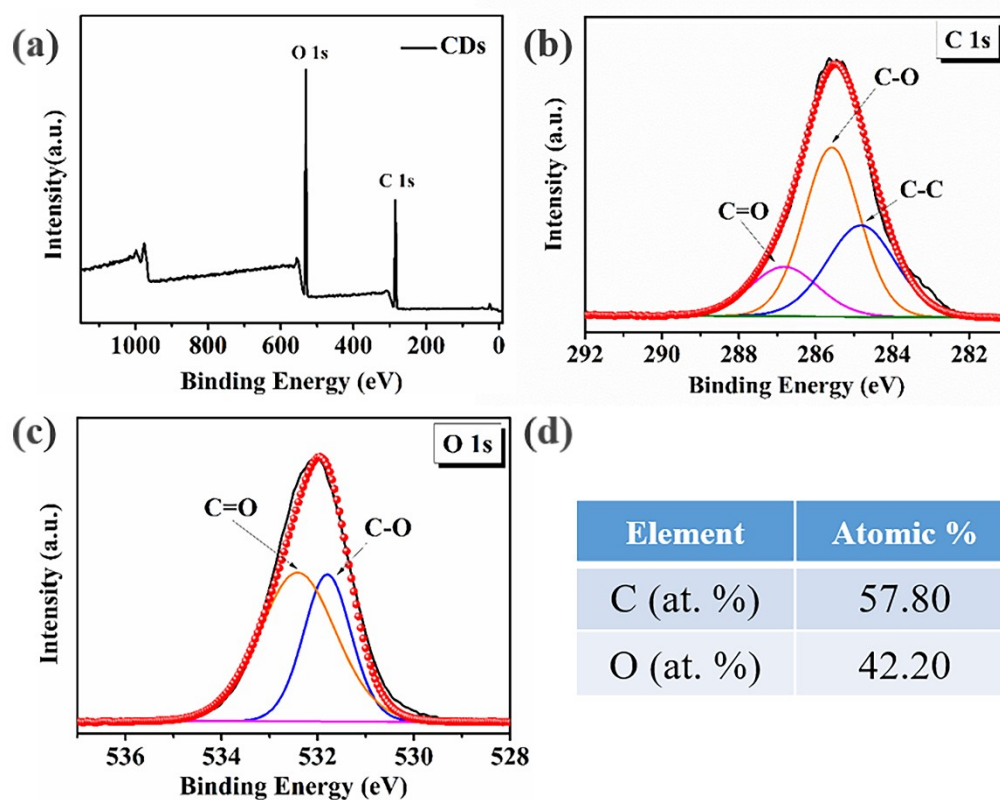 (a)
CDs
O 1s
C 1s
Intensity(a.u.)
1000 800 600 400 200 0
Binding Energy (eV)
(b)
C 1s
C-O
C-C
C=O
Intensity (a.u.)
292 290 288 286 284 282
Binding Energy (eV)
(c)
O 1s
C=O
C-O
Intensity (a.u.)
536 534 532 530 528
Binding Energy (eV)
(d)
Element Atomic %
C (at. %) 57.80
O (at. %) 42.20